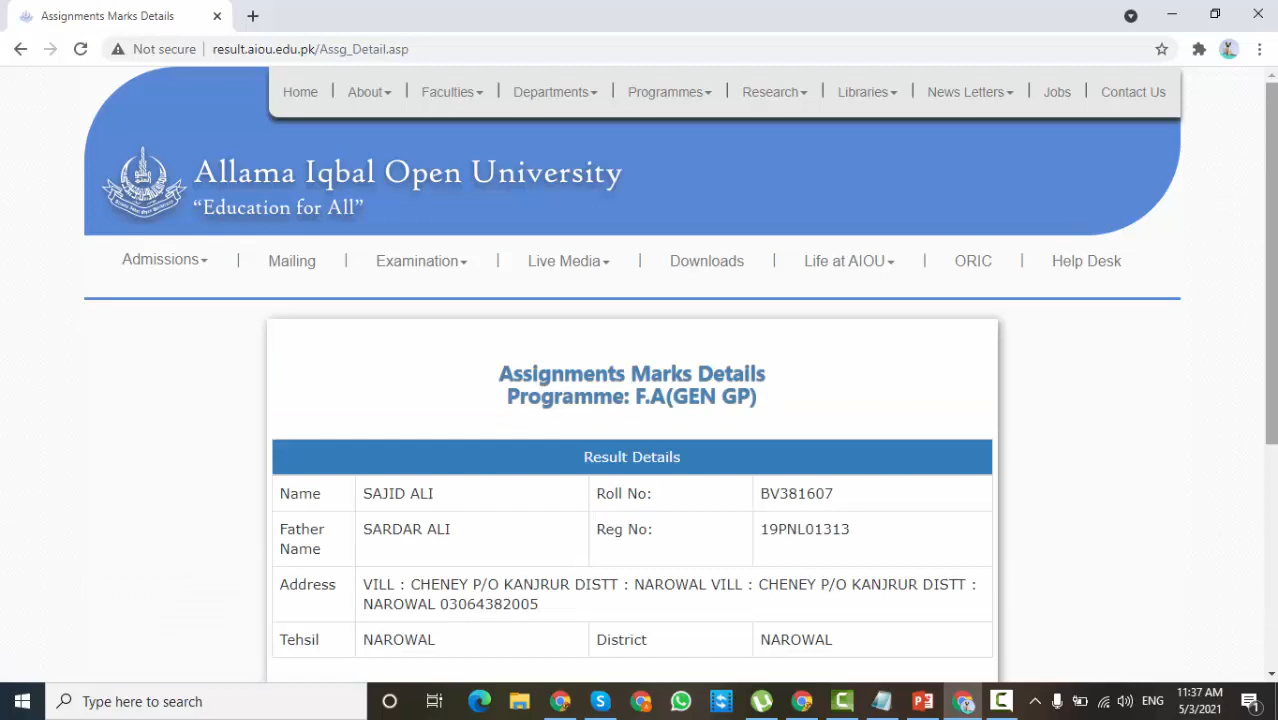 Assignments Marks Details
Not secure | result.aiou.edu.pk/Assg_Detail.asp
Home | About | Faculties | Departments | Programmes | Research | Libraries | News Letters | Jobs | Contact Us
Allama Iqbal Open University
“Education for All”
Admissions | Mailing | Examination | Live Media | Downloads | Life at AIOU | ORIC | Help Desk
Assignments Marks Details
Programme: F.A(GEN GP)
Result Details
Name SAJID ALI Roll No: BV381607
Father Name SARDAR ALI Reg No: 19PNL01313
Address VILL : CHENEY P/O KANJRUR DISTT : NAROWAL VILL : CHENEY P/O KANJRUR DISTT :
NAROWAL 03064382005
Tehsil NAROWAL District NAROWAL
Type here to search
ENG
11:37 AM
5/3/2021
1